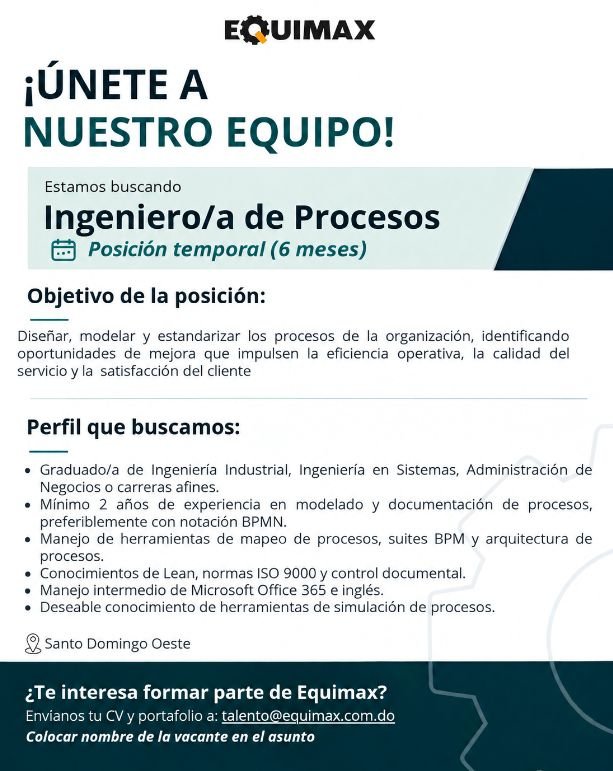 EQUIMAX
¡ÚNETE A
NUESTRO EQUIPO!
Estamos buscando
Ingeniero/a de Procesos
Posición temporal (6 meses)
Objetivo de la posición:
Diseñar, modelar y estandarizar los procesos de la organización, identificando
oportunidades de mejora que impulsen la eficiencia operativa, la calidad del
servicio y la satisfacción del cliente
Perfil que buscamos:
• Graduado/a de Ingeniería Industrial, Ingeniería en Sistemas, Administración de
Negocios o carreras afines.
• Mínimo 2 años de experiencia en modelado y documentación de procesos,
preferiblemente con notación BPMN.
• Manejo de herramientas de mapeo de procesos, suites BPM y arquitectura de
procesos.
• Conocimientos de Lean, normas ISO 9000 y control documental.
• Manejo intermedio de Microsoft Office 365 e inglés.
• Deseable conocimiento de herramientas de simulación de procesos.
Santo Domingo Oeste
¿Te interesa formar parte de Equimax?
Envíanos tu CV y portafolio a: talento@equimax.com.do
Colocar nombre de la vacante en el asunto